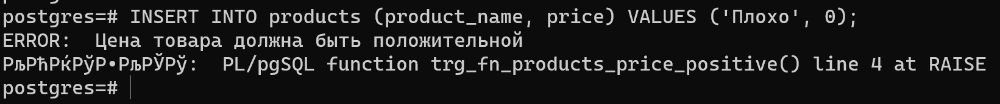 postgres=# INSERT INTO products (product_name, price) VALUES ('Плохо', 0);
ERROR:  Цена товара должна быть положительной
РљРћРќРўР•РљРЎРў:  PL/pgSQL function trg_fn_products_price_positive() line 4 at RAISE
postgres=#